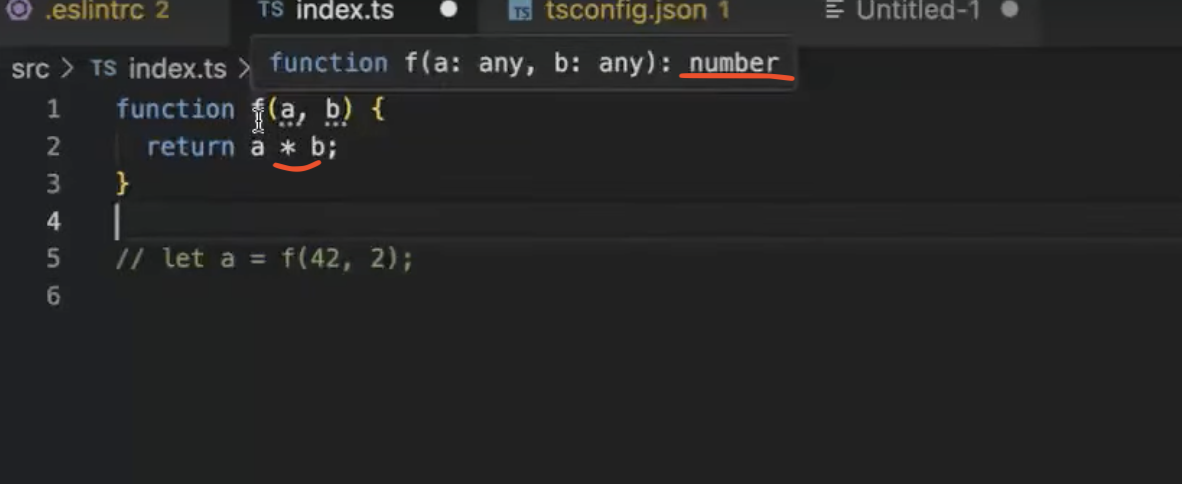 .eslintrc 2 TS index.ts TS tsconfig.json 1 Untitled-1
function f(a: any, b: any): number
src > TS index.ts >
1 function f(a, b) {
2 return a * b;
3 }
4
5 // let a = f(42, 2);
6